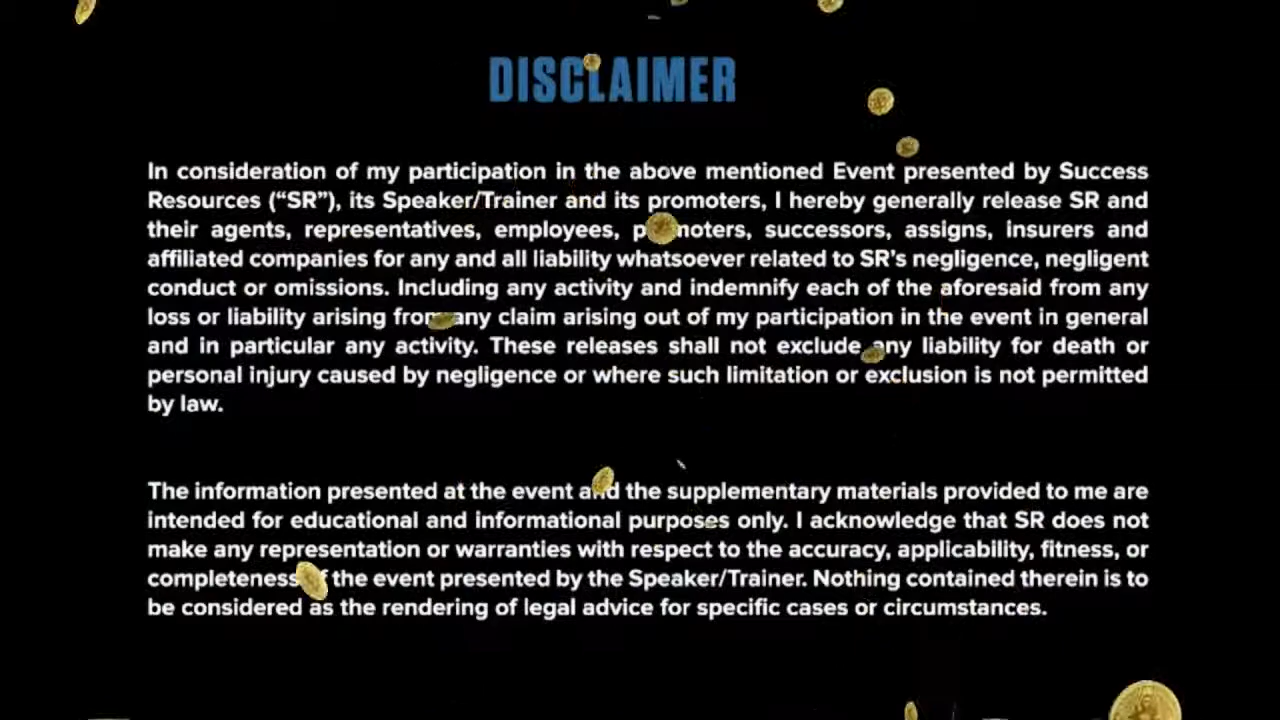 DISCLAIMER
In consideration of my participation in the above mentioned Event presented by Success
Resources (“SR”), its Speaker/Trainer and its promoters, I hereby generally release SR and
their agents, representatives, employees, promoters, successors, assigns, insurers and
affiliated companies for any and all liability whatsoever related to SR’s negligence, negligent
conduct or omissions. Including any activity and indemnify each of the aforesaid from any
loss or liability arising from any claim arising out of my participation in the event in general
and in particular any activity. These releases shall not exclude any liability for death or
personal injury caused by negligence or where such limitation or exclusion is not permitted
by law.
The information presented at the event and the supplementary materials provided to me are
intended for educational and informational purposes only. I acknowledge that SR does not
make any representation or warranties with respect to the accuracy, applicability, fitness, or
completeness of the event presented by the Speaker/Trainer. Nothing contained therein is to
be considered as the rendering of legal advice for specific cases or circumstances.